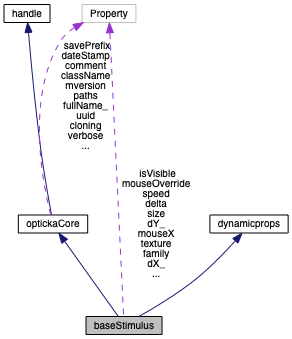 handle
Property
savePrefix
dateStamp
comment
className
mversion
paths
fullName_
uuid
cloning
verbose
...
isVisible
mouseOverride
speed
delta
size
dY_
mouseX
texture
family
dX_
...
optickaCore
dynamicprops
baseStimulus